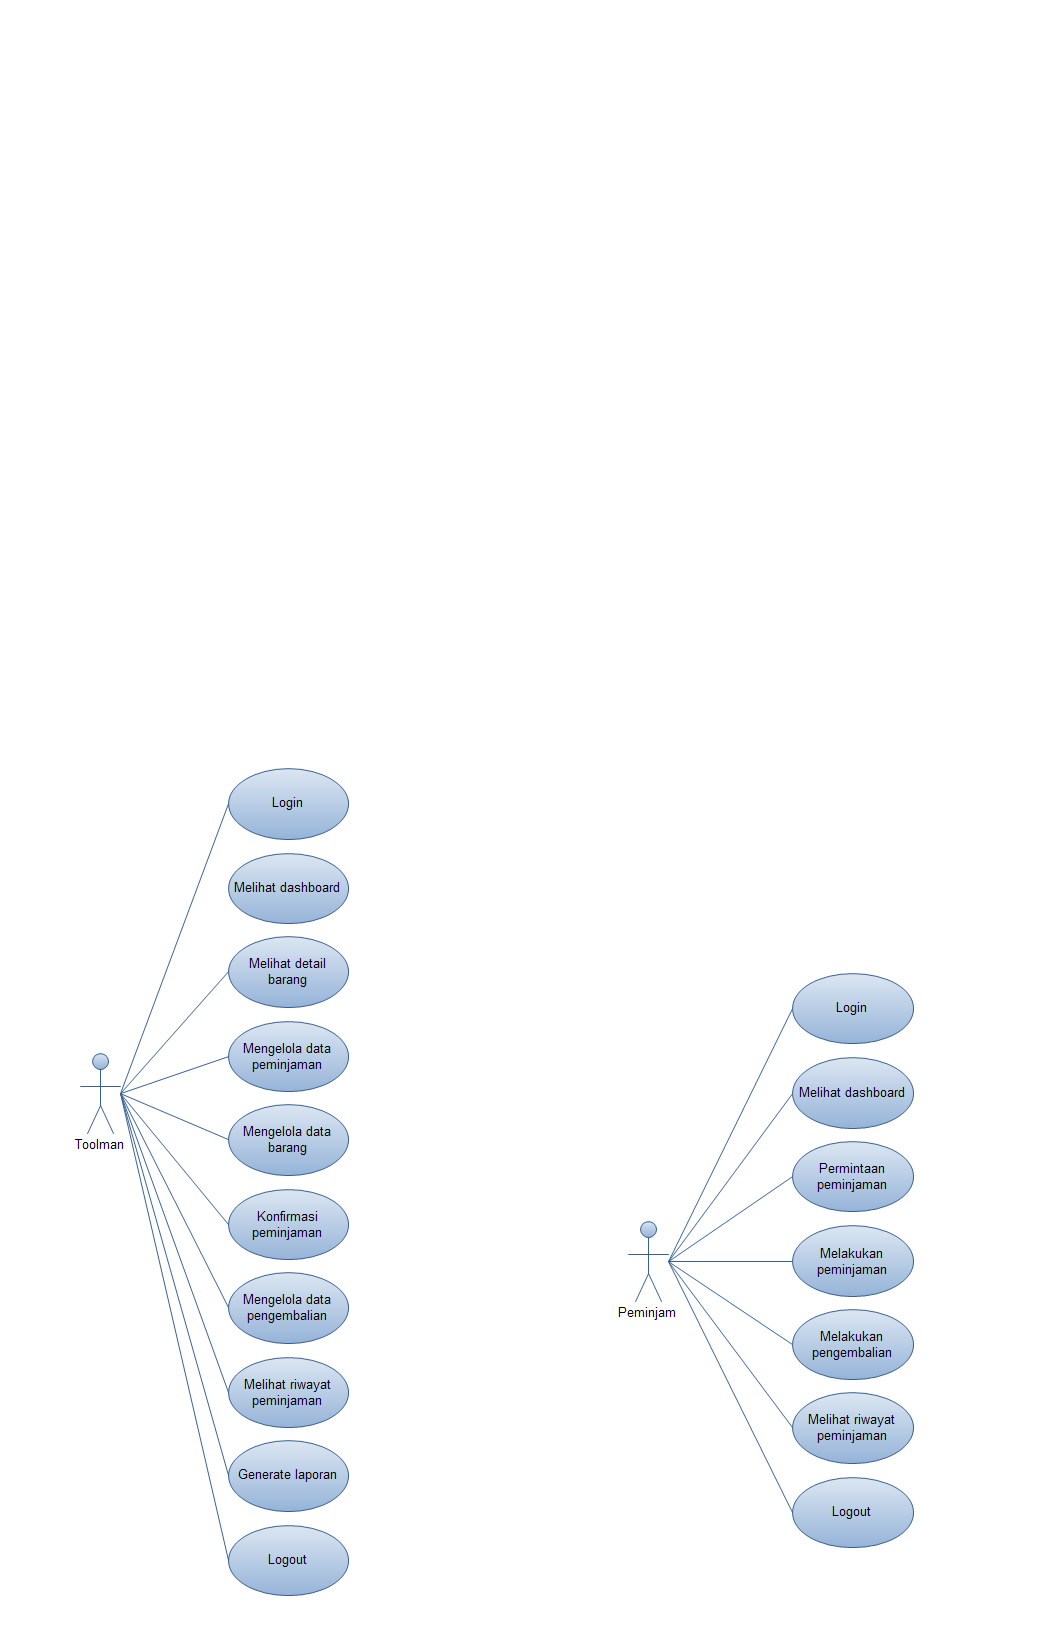 Login
Melihat dashboard
Melihat detail
barang
Mengelola data
peminjaman
Mengelola data
barang
Toolman
Konfirmasi
peminjaman
Mengelola data
pengembalian
Melihat riwayat
peminjaman
Generate laporan
Logout
Login
Melihat dashboard
Permintaan
peminjaman
Melakukan
peminjaman
Peminjam
Melakukan
pengembalian
Melihat riwayat
peminjaman
Logout